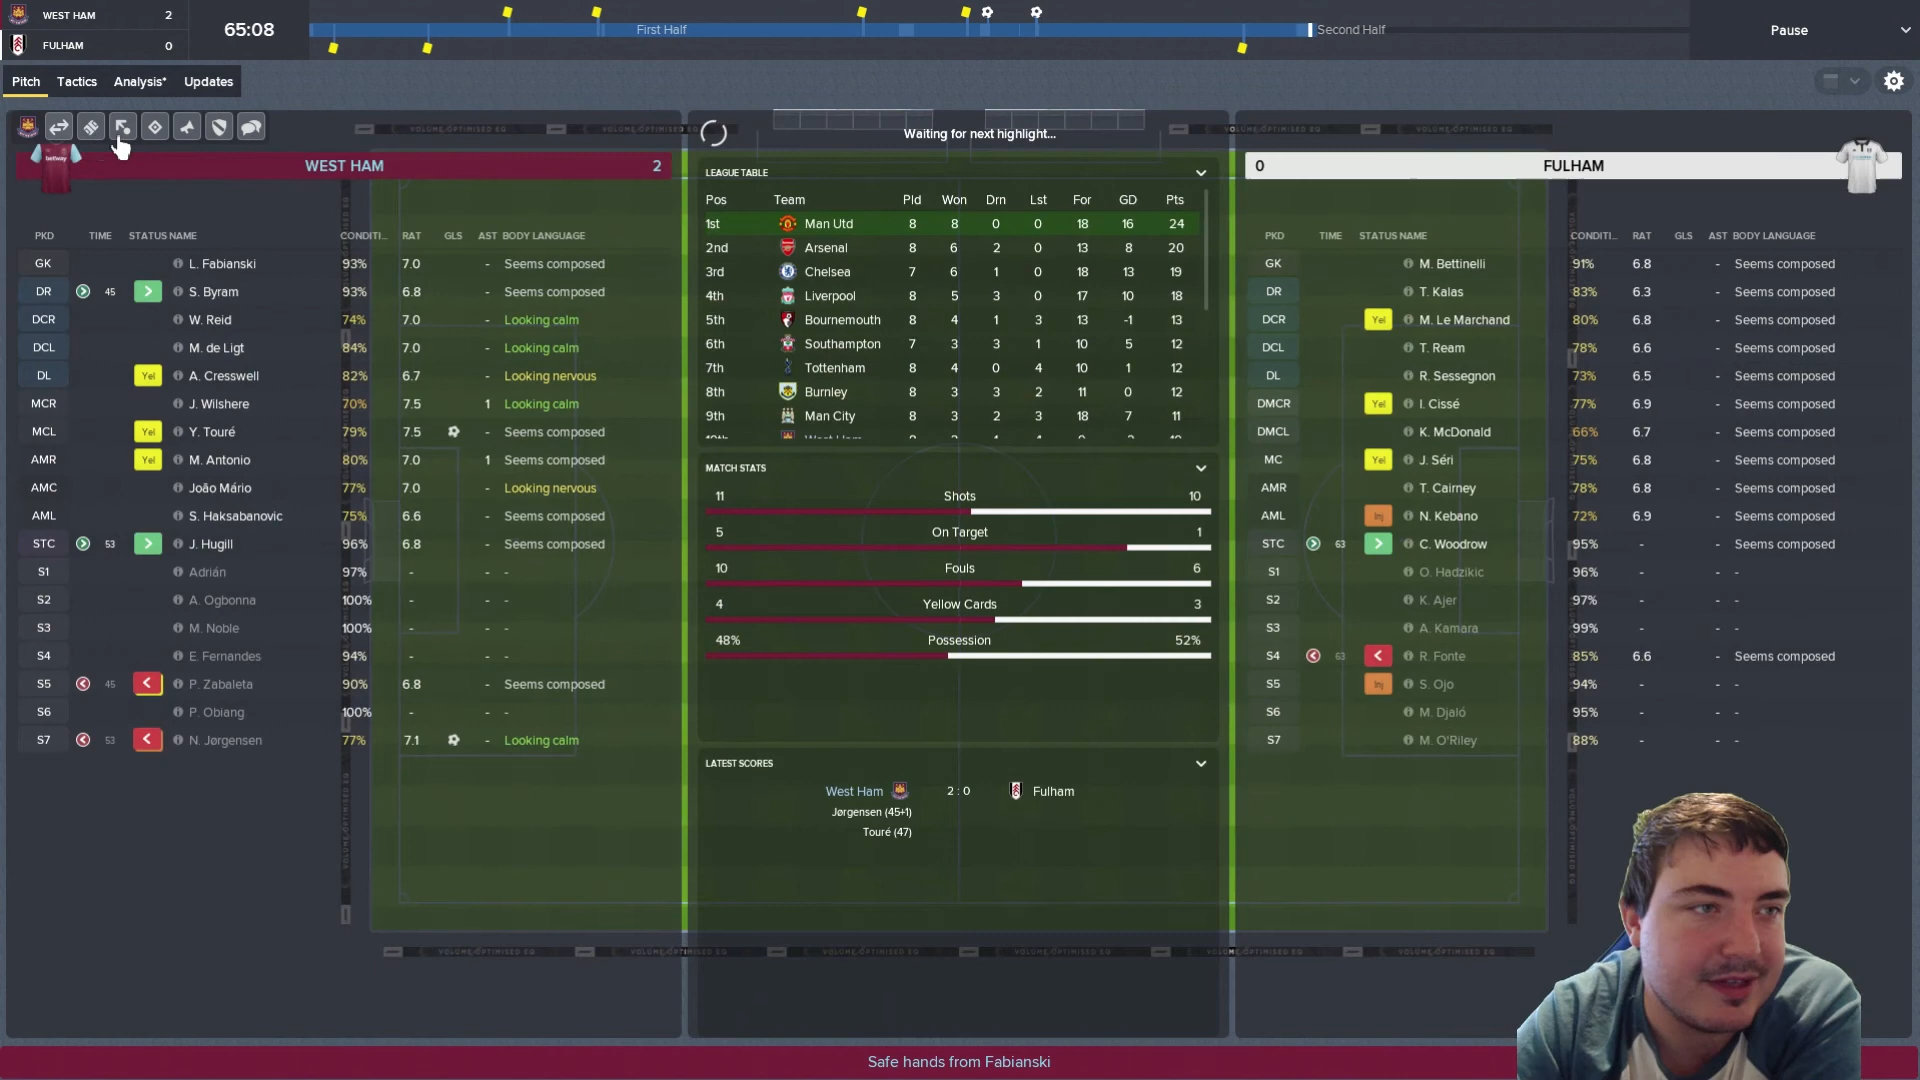 WEST HAM 2
FULHAM 0
65:08
First Half
Second Half
Pause
Pitch Tactics Analysis* Updates
Waiting for next highlight...
betway
WEST HAM 2
PKD TIME STATUS NAME CONDITI... RAT GLS AST BODY LANGUAGE
GK L. Fabianski 93% 7.0 - Seems composed
DR 45 S. Byram 93% 6.8 - Seems composed
DCR W. Reid 74% 7.0 - Looking calm
DCL M. de Ligt 84% 7.0 - Looking calm
DL Yel A. Cresswell 82% 6.7 - Looking nervous
MCR J. Wilshere 70% 7.5 1 Looking calm
MCL Yel Y. Touré 79% 7.5 - Seems composed
AMR Yel M. Antonio 80% 7.0 1 Seems composed
AMC João Mário 77% 7.0 - Looking nervous
AML S. Haksabanovic 75% 6.6 - Seems composed
STC 53 J. Hugill 96% 6.8 - Seems composed
S1 Adrián 97% - - -
S2 A. Ogbonna 100% - - -
S3 M. Noble 100% - - -
S4 E. Fernandes 94% - - -
S5 45 P. Zabaleta 90% 6.8 - Seems composed
S6 P. Obiang 100% - - -
S7 53 N. Jørgensen 77% 7.1 - Looking calm
LEAGUE TABLE
Pos Team Pld Won Drn Lst For GD Pts
1st Man Utd 8 8 0 0 18 16 24
2nd Arsenal 8 6 2 0 13 8 20
3rd Chelsea 7 6 1 0 18 13 19
4th Liverpool 8 5 3 0 17 10 18
5th Bournemouth 8 4 1 3 13 -1 13
6th Southampton 7 3 3 1 10 5 12
7th Tottenham 8 4 0 4 10 1 12
8th Burnley 8 3 3 2 11 0 12
9th Man City 8 3 2 3 18 7 11
MATCH STATS
11 Shots 10
5 On Target 1
10 Fouls 6
4 Yellow Cards 3
48% Possession 52%
LATEST SCORES
West Ham 2 : 0 Fulham
Jørgensen (45+1)
Touré (47)
0 FULHAM
PKD TIME STATUS NAME CONDITI... RAT GLS AST BODY LANGUAGE
GK M. Bettinelli 91% 6.8 - Seems composed
DR T. Kalas 83% 6.3 - Seems composed
DCR Yel M. Le Marchand 80% 6.8 - Seems composed
DCL T. Ream 78% 6.6 - Seems composed
DL R. Sessegnon 73% 6.5 - Seems composed
DMCR Yel I. Cissé 77% 6.9 - Seems composed
DMCL K. McDonald 66% 6.7 - Seems composed
MC Yel J. Séri 75% 6.8 - Seems composed
AMR T. Cairney 78% 6.8 - Seems composed
AML Inj N. Kebano 72% 6.9 - Seems composed
STC 63 C. Woodrow 95% - - Seems composed
S1 O. Hadzikic 96% - - -
S2 K. Ajer 97% - - -
S3 A. Kamara 99% - - -
S4 63 R. Fonte 85% 6.6 - Seems composed
S5 Inj S. Ojo 94% - - -
S6 M. Djaló 95% - - -
S7 M. O'Riley 88% - - -
VOLUME.OPTIMISED EQ VOLUME.OPTIMISED EQ VOLUME.OPTIMISED EQ VOLUME.OPTIMISED EQ VOLUME.OPTIMISED EQ VOLUME.OPTIMISED EQ
Safe hands from Fabianski